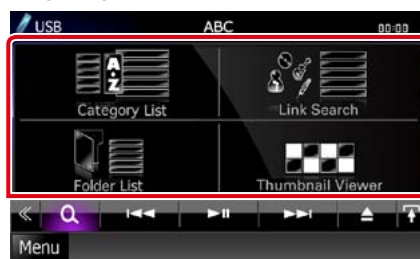 USB ABC 00:00
A-Z
Category List Link Search
Folder List Thumbnail Viewer
Menu